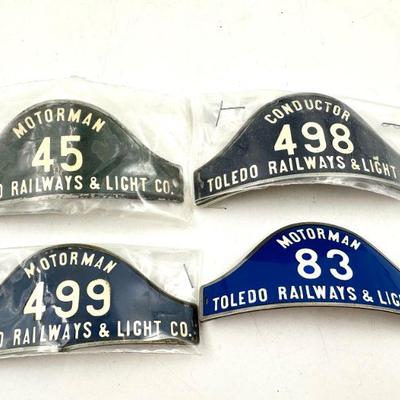 MOTORMAN
45
RAILWAYS & LIGHT CO.
CONDUCTOR
498
TOLEDO RAILWAYS & LIGHT
MOTORMAN
499
RAILWAYS & LIGHT CO.
MOTORMAN
83
TOLEDO RAILWAYS &